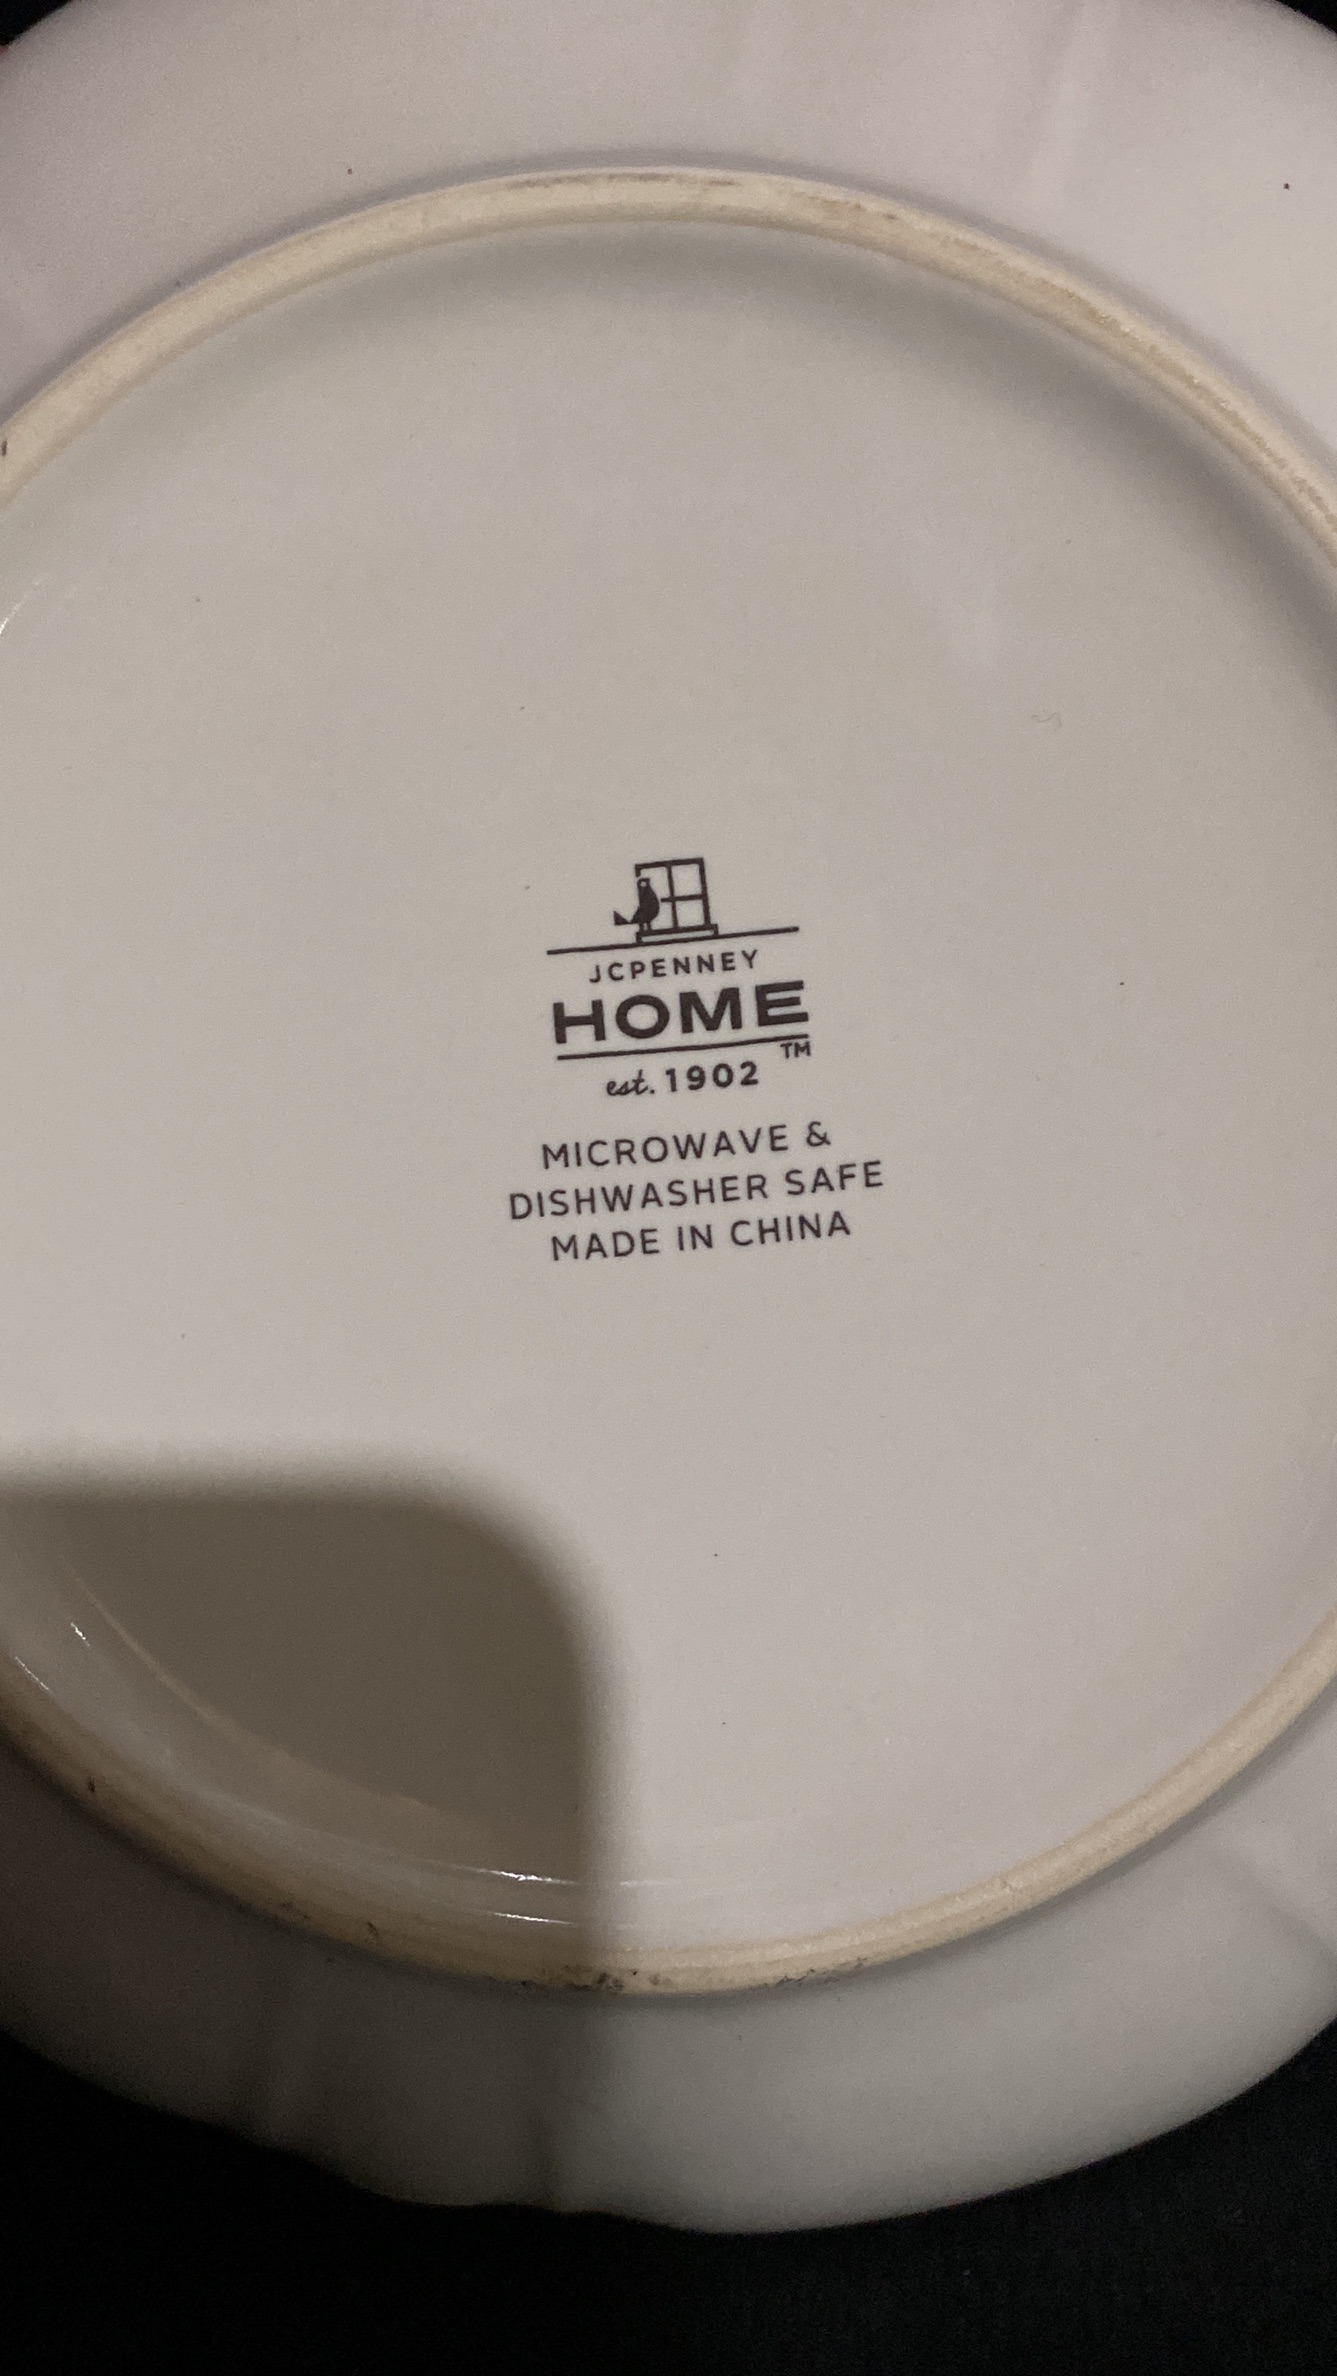 JCPENNEY
HOME
TM
est. 1902
MICROWAVE &
DISHWASHER SAFE
MADE IN CHINA